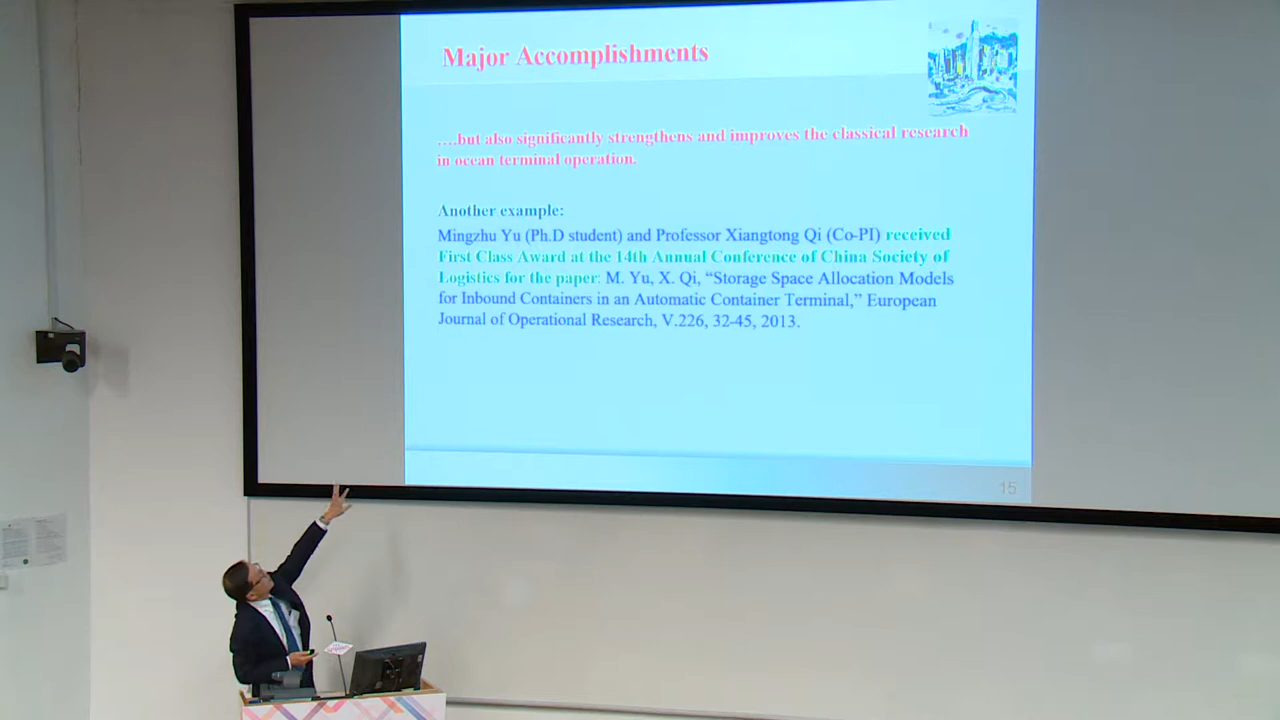 Major Accomplishments
….but also significantly strengthens and improves the classical research
in ocean terminal operation.
Another example:
Mingzhu Yu (Ph.D student) and Professor Xiangtong Qi (Co-PI) received
First Class Award at the 14th Annual Conference of China Society of
Logistics for the paper: M. Yu, X. Qi, “Storage Space Allocation Models
for Inbound Containers in an Automatic Container Terminal,” European
Journal of Operational Research, V.226, 32-45, 2013.
15